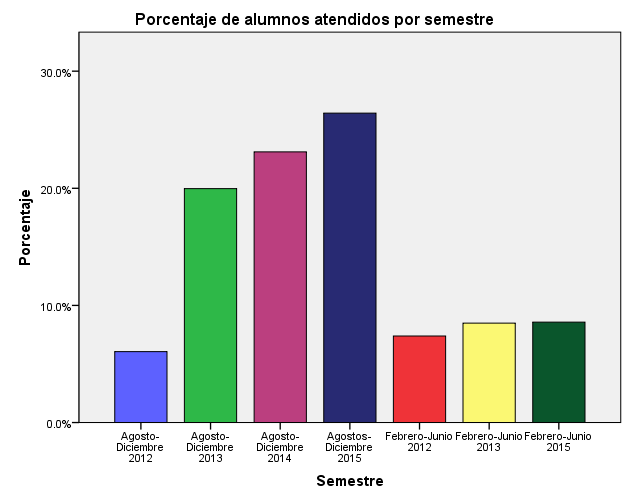 Porcentaje de alumnos atendidos por semestre
Porcentaje
30.0%
20.0%
10.0%
0.0%
Agosto-
Diciembre
2012
Agosto-
Diciembre
2013
Agosto-
Diciembre
2014
Agostos-
Diciembre
2015
Febrero-Junio
2012
Febrero-Junio
2013
Febrero-Junio
2015
Semestre